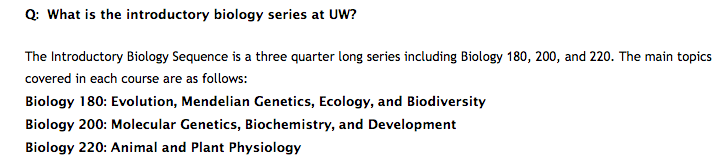 Q: What is the introductory biology series at UW?
The Introductory Biology Sequence is a three quarter long series including Biology 180, 200, and 220. The main topics
covered in each course are as follows:
Biology 180: Evolution, Mendelian Genetics, Ecology, and Biodiversity
Biology 200: Molecular Genetics, Biochemistry, and Development
Biology 220: Animal and Plant Physiology